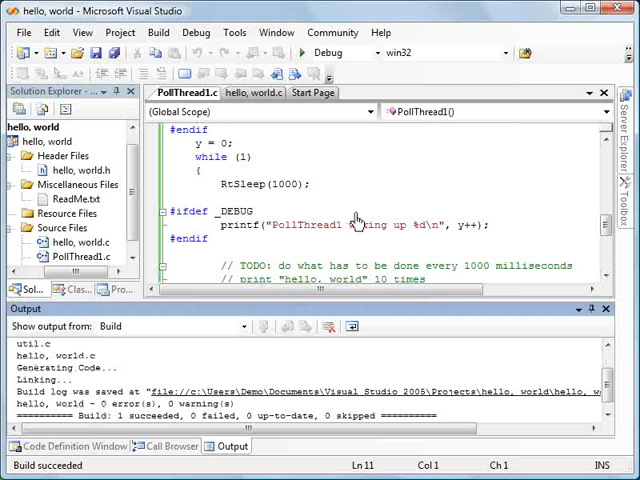 hello, world - Microsoft Visual Studio
File Edit View Project Build Debug Tools Window Community Help
Debug win32
Solution Explorer -...
PollThread1.c hello, world.c Start Page
(Global Scope) PollThread1()
hello, world
hello, world
Header Files
hello, world.h
Miscellaneous Files
ReadMe.txt
Resource Files
Source Files
hello, world.c
PollThread1.c
Sol... Clas... Pro...
#endif
y = 0;
while (1)
{
RtSleep(1000);
#ifdef _DEBUG
printf("PollThread1 king up %d\n", y++);
#endif
// TODO: do what has to be done every 1000 milliseconds
// print "hello, world" 10 times
Server Explorer
Toolbox
Output
Show output from: Build
util.c
hello, world.c
Generating Code...
Linking...
Build log was saved at "file://c:\Users\Demo\Documents\Visual Studio 2005\Projects\hello, world\hello, w
hello, world - 0 error(s), 0 warning(s)
========== Build: 1 succeeded, 0 failed, 0 up-to-date, 0 skipped ==========
Code Definition Window Call Browser Output
Build succeeded Ln 11 Col 1 Ch 1 INS